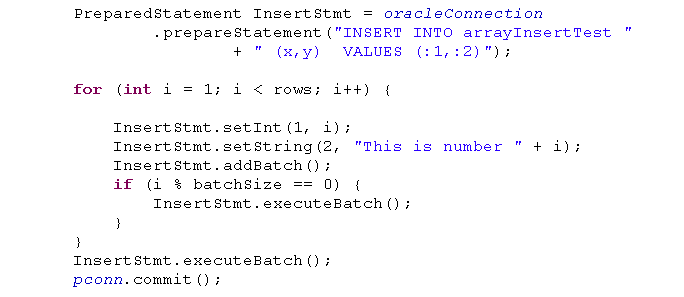 PreparedStatement InsertStmt = oracleConnection
.prepareStatement("INSERT INTO arrayInsertTest "
+ " (x,y)  VALUES (:1,:2)");
for (int i = 1; i < rows; i++) {
InsertStmt.setInt(1, i);
InsertStmt.setString(2, "This is number " + i);
InsertStmt.addBatch();
if (i % batchSize == 0) {
InsertStmt.executeBatch();
}
}
InsertStmt.executeBatch();
pconn.commit();